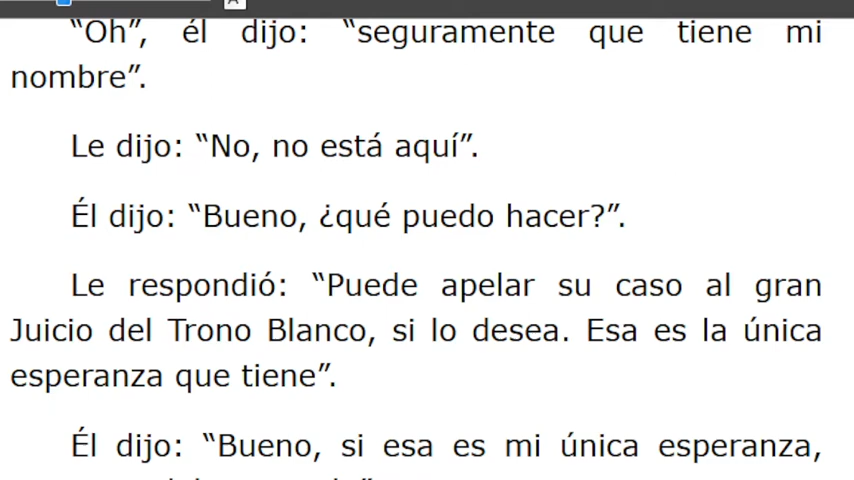 “Oh”, él dijo: “seguramente que tiene mi
nombre”.
Le dijo: “No, no está aquí”.
Él dijo: “Bueno, ¿qué puedo hacer?”.
Le respondió: “Puede apelar su caso al gran
Juicio del Trono Blanco, si lo desea. Esa es la única
esperanza que tiene”.
Él dijo: “Bueno, si esa es mi única esperanza,